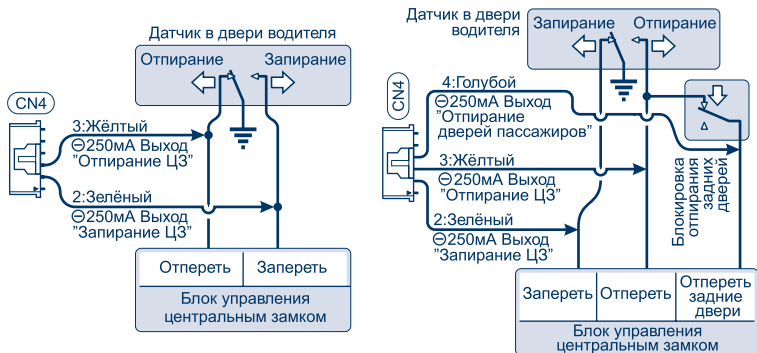 Датчик в двери водителя
Отпирание
Запирание
CN4
3:Жёлтый
⊖250мА Выход
"Отпирание ЦЗ"
2:Зелёный
⊖250мА Выход
"Запирание ЦЗ"
Отпереть
Запереть
Блок управления
центральным замком
Датчик в двери
водителя
Запирание
Отпирание
CN4
4:Голубой
⊖250мА Выход
"Отпирание
дверей пассажиров"
3:Жёлтый
⊖250мА Выход
"Отпирание ЦЗ"
2:Зелёный
⊖250мА Выход
"Запирание ЦЗ"
Блокировка
отпирания
задних
дверей
Запереть
Отпереть
Отпереть
задние
двери
Блок управления
центральным замком